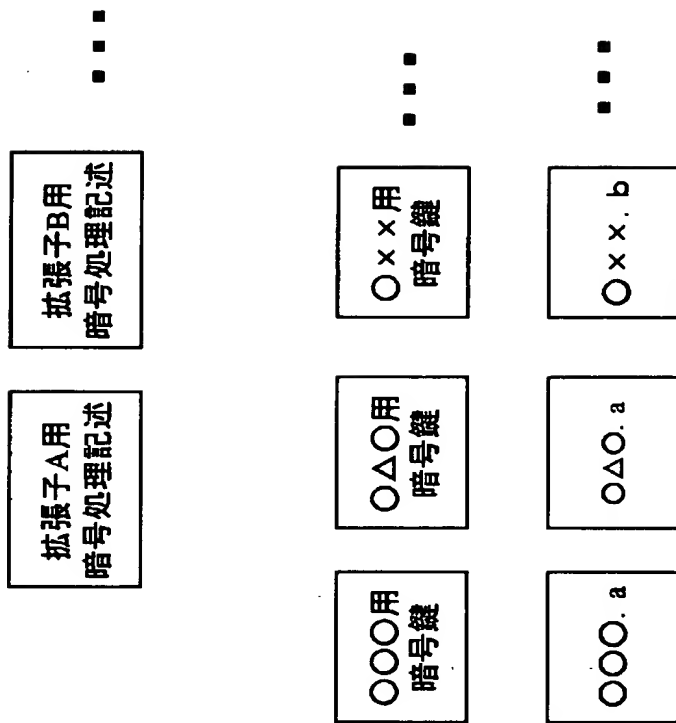 拡張子A用
暗号処理記述
拡張子B用
暗号処理記述
■ ■ ■
○○○用
暗号鍵
○△○用
暗号鍵
○××用
暗号鍵
■ ■ ■
○○○. a
○△○. a
○××. b
■ ■ ■